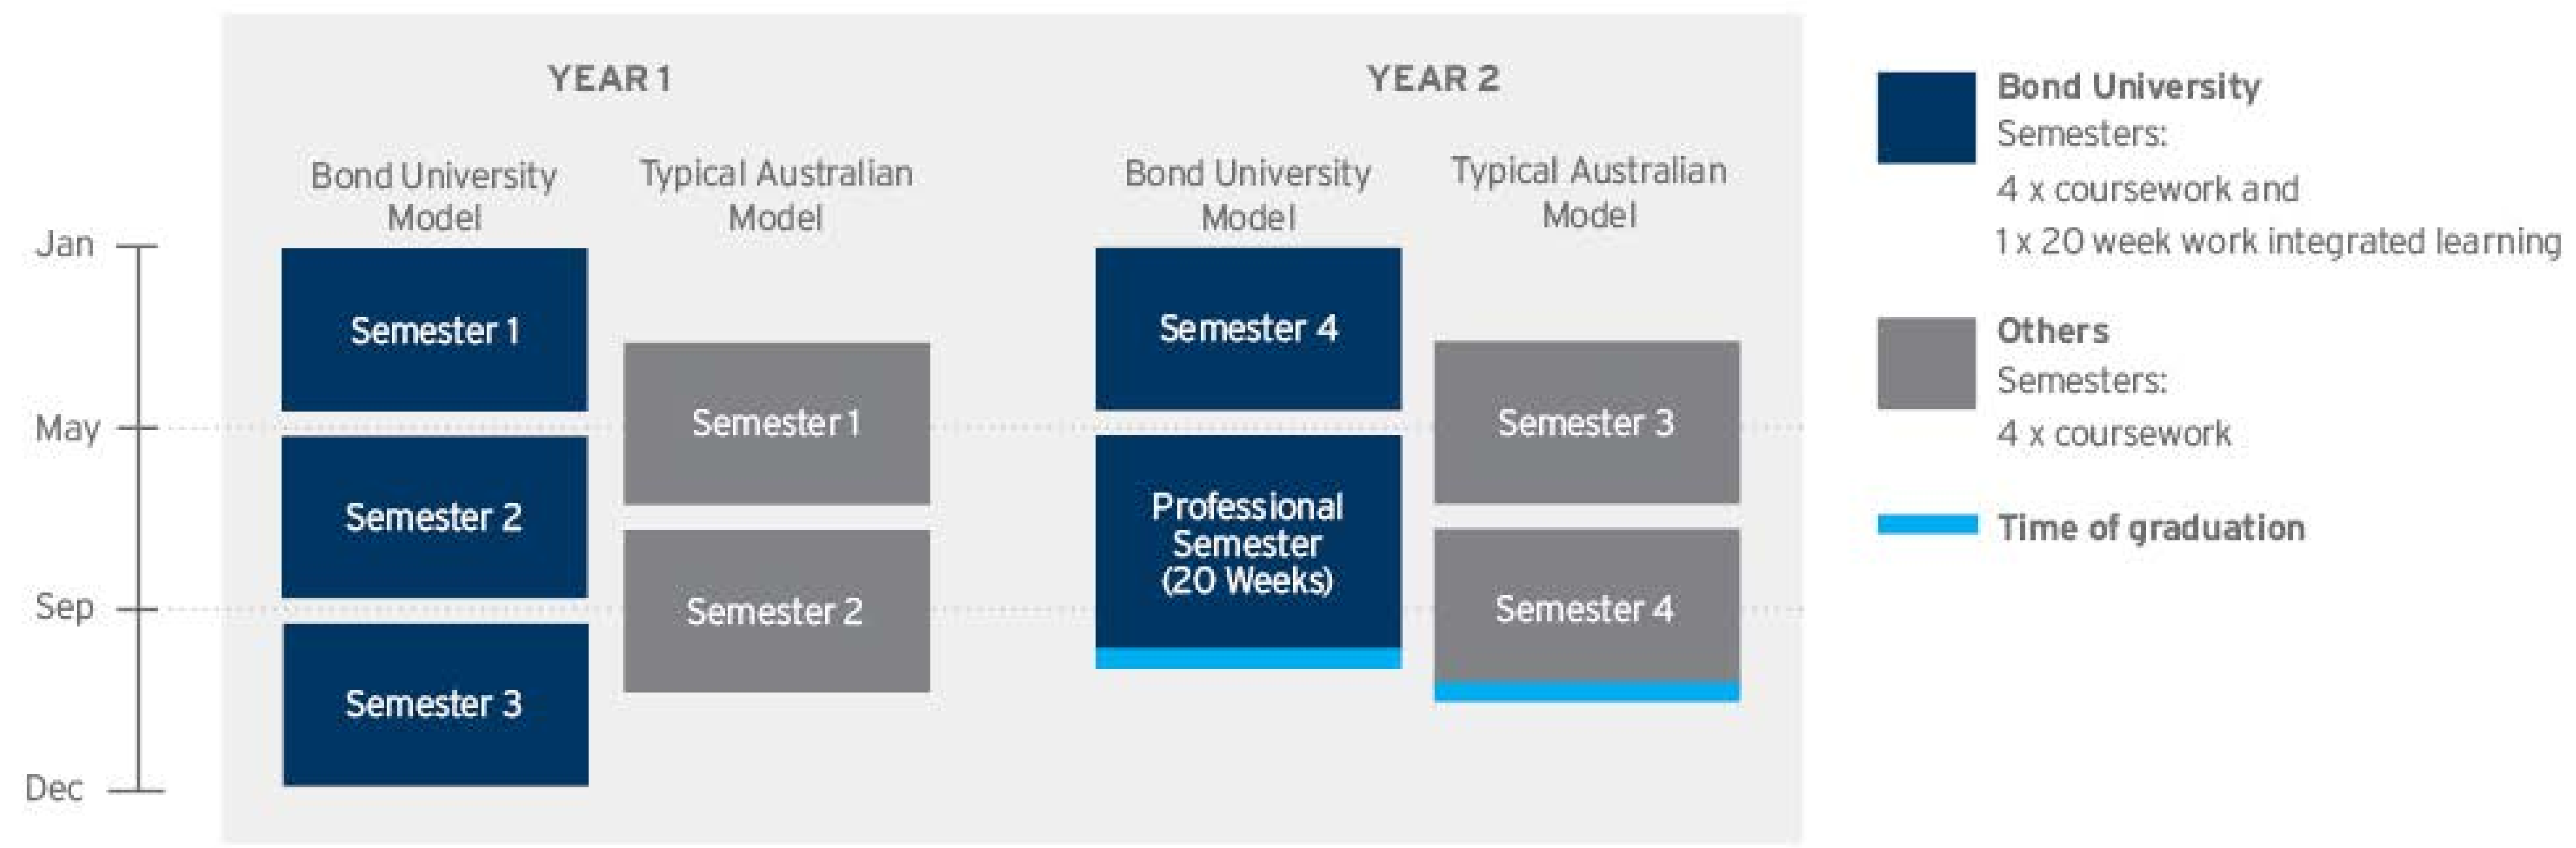 YEAR 1
YEAR 2
Bond University
Model
Typical Australian
Model
Bond University
Model
Typical Australian
Model
Jan
May
Sep
Dec
Semester 1
Semester 2
Semester 3
Semester 1
Semester 2
Semester 4
Professional
Semester
(20 Weeks)
Semester 3
Semester 4
Bond University
Semesters:
4 x coursework and
1 x 20 week work integrated learning
Others
Semesters:
4 x coursework
Time of graduation